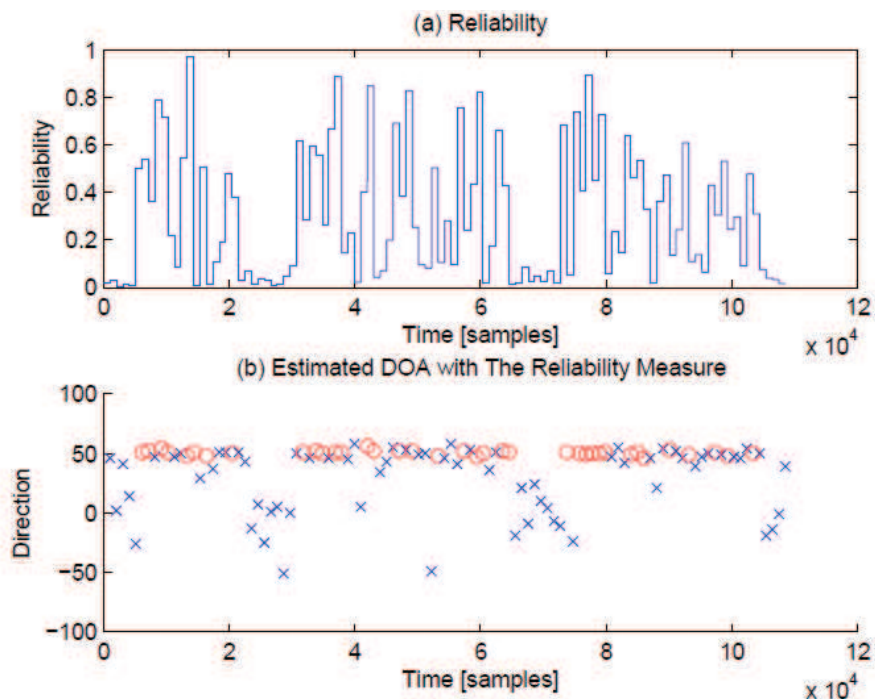 (a) Reliability
1
0.8
0.6
0.4
0.2
0
Reliability
0 2 4 6 8 10 12
Time [samples]
x 10^4
(b) Estimated DOA with The Reliability Measure
100
50
0
−50
−100
Direction
0 2 4 6 8 10 12
Time [samples]
x 10^4